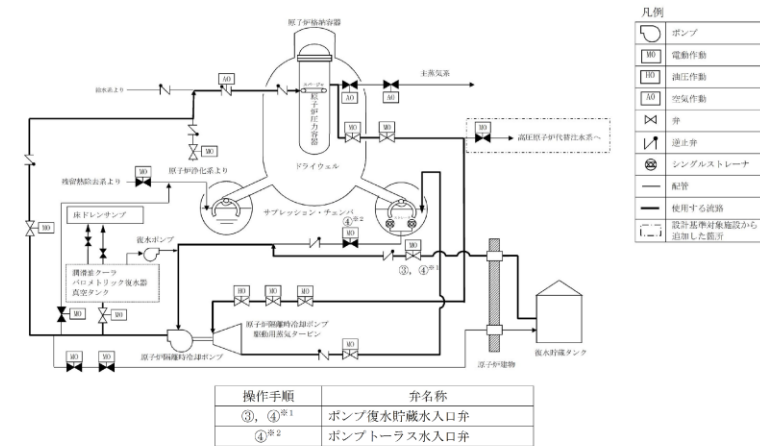 原子炉格納容器
凡例
ポンプ
MO 電動作動
HO 油圧作動
AO 空気作動
弁
逆止弁
シングルストレーナ
配管
使用する流路
設計基準対象施設から
追加した箇所
給水系より
AO
主蒸気系
AO
AO
原子炉圧力容器
MO
MO
MO
高圧原子炉代替注水系へ
MO
ドライウェル
原子炉浄化系より
残留熱除去系より
MO
サプレッション・チェンバ
④※2
MO
MO
床ドレンサンプ
復水ポンプ
MO
③, ④※1
潤滑油クーラ
バロメトリック復水器
真空タンク
HO
MO
MO
MO
MO
原子炉隔離時冷却ポンプ
駆動用蒸気タービン
MO
MO
MO
MO
原子炉隔離時冷却ポンプ
原子炉建物
復水貯蔵タンク
操作手順 弁名称
③, ④※1 ポンプ復水貯蔵水入口弁
④※2 ポンプトーラス水入口弁